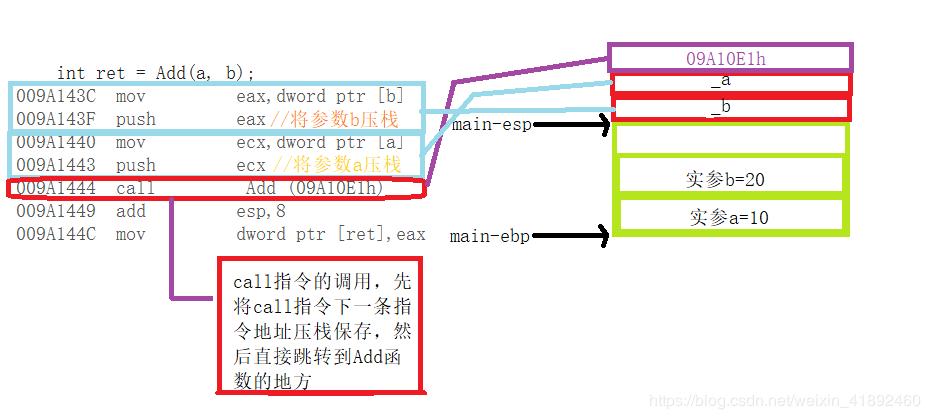 int ret = Add(a, b);
009A143C mov eax,dword ptr [b]
009A143F push eax //将参数b压栈
009A1440 mov ecx,dword ptr [a]
009A1443 push ecx //将参数a压栈
009A1444 call Add (09A10E1h)
009A1449 add esp,8
009A144C mov dword ptr [ret],eax
call指令的调用，先
将call指令下一条指
令地址压栈保存，然
后直接跳转到Add函
数的地方
09A10E1h
_a
_b
main-esp
实参b=20
实参a=10
main-ebp
https://blog.csdn.net/weixin_41892460